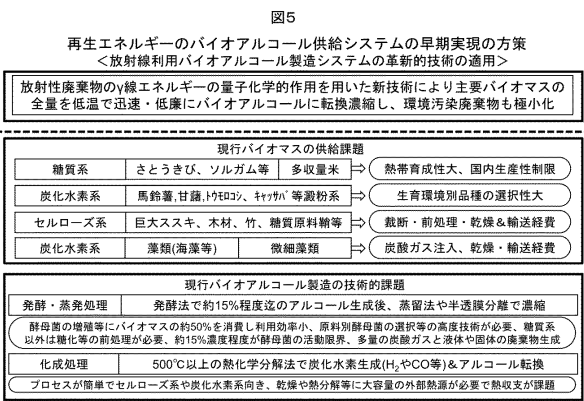 図5
再生エネルギーのバイオアルコール供給システムの早期実現の方策
＜放射線利用バイオアルコール製造システムの革新的技術の適用＞
放射性廃棄物のγ線エネルギーの量子化学的作用を用いた新技術により主要バイオマスの
全量を低温で迅速・低廉にバイオアルコールに転換濃縮し、環境汚染廃棄物も極小化
現行バイオマスの供給課題
糖質系 さとうきび、ソルガム等 多収量米 熱帯育成性大、国内生産性制限
炭化水素系 馬鈴薯,甘藷,トウモロコシ、キャッサバ等澱粉系 生育環境別品種の選択性大
セルローズ系 巨大ススキ、木材、竹、糖質原料鞘等 裁断・前処理・乾燥＆輸送経費
炭化水素系 藻類(海藻等) 微細藻類 炭酸ガス注入、乾燥・輸送経費
現行バイオアルコール製造の技術的課題
発酵・蒸発処理 発酵法で約15%程度迄のアルコール生成後、蒸留法や半透膜分離で濃縮
酵母菌の増殖等にバイオマスの約50%を消費し利用効率小、原料別酵母菌の選択等の高度技術が必要、糖質系
以外は糖化等の前処理が必要、約15%濃度程度が酵母菌の活動限界、多量の炭酸ガスと液体や固体の廃棄物生成
化成処理 500℃以上の熱化学分解法で炭化水素生成(H₂やCO等)＆アルコール転換
プロセスが簡単でセルローズ系や炭化水素系向き、乾燥や熱分解等に大容量の外部熱源が必要で熱収支が課題